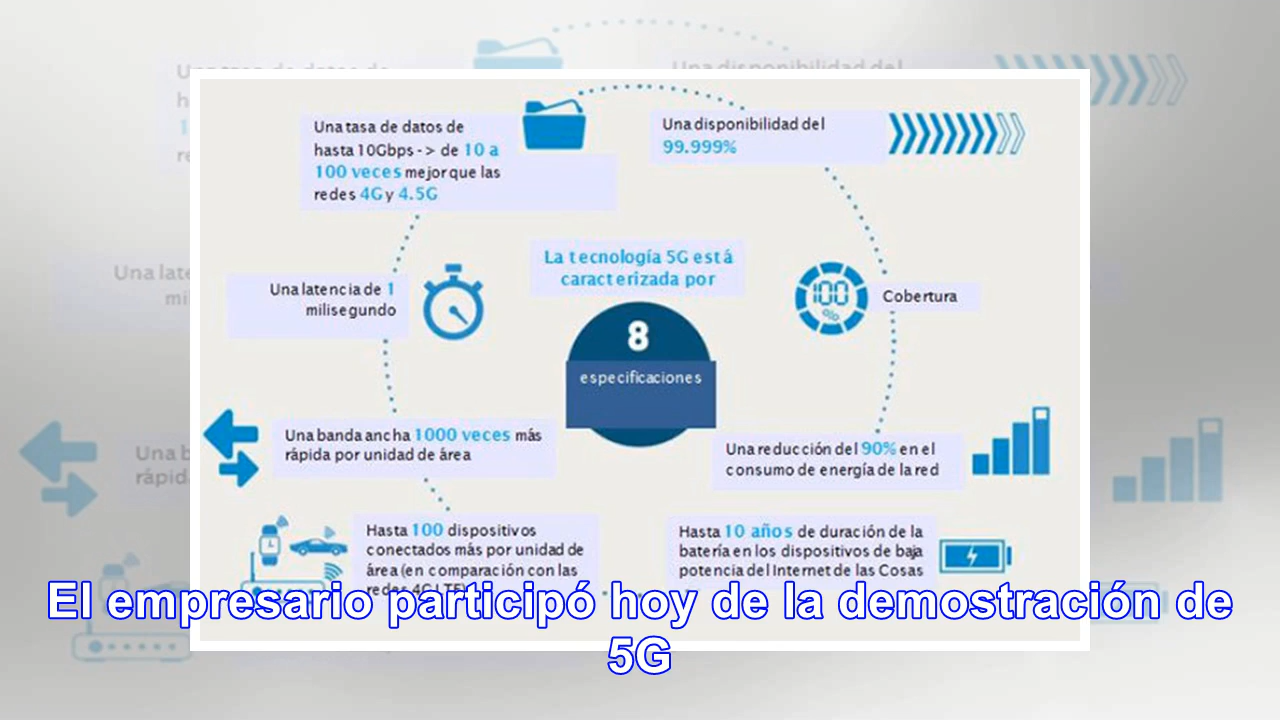 Una tasa de datos de
hasta 10Gbps -> de 10 a
100 veces mejor que las
redes 4G y 4.5G
Una disponibilidad del
99.999%
La tecnología 5G está
caracterizada por
8
especificaciones
Una latencia de 1
milisegundo
100
%
Cobertura
Una banda ancha 1000 veces más
rápida por unidad de área
Una reducción del 90% en el
consumo de energía de la red
Hasta 100 dispositivos
conectados más por unidad de
área (en comparación con las
redes 4G LTE)
Hasta 10 años de duración de la
batería en los dispositivos de baja
potencia del Internet de las Cosas
El empresario participó hoy de la demostración de
5G